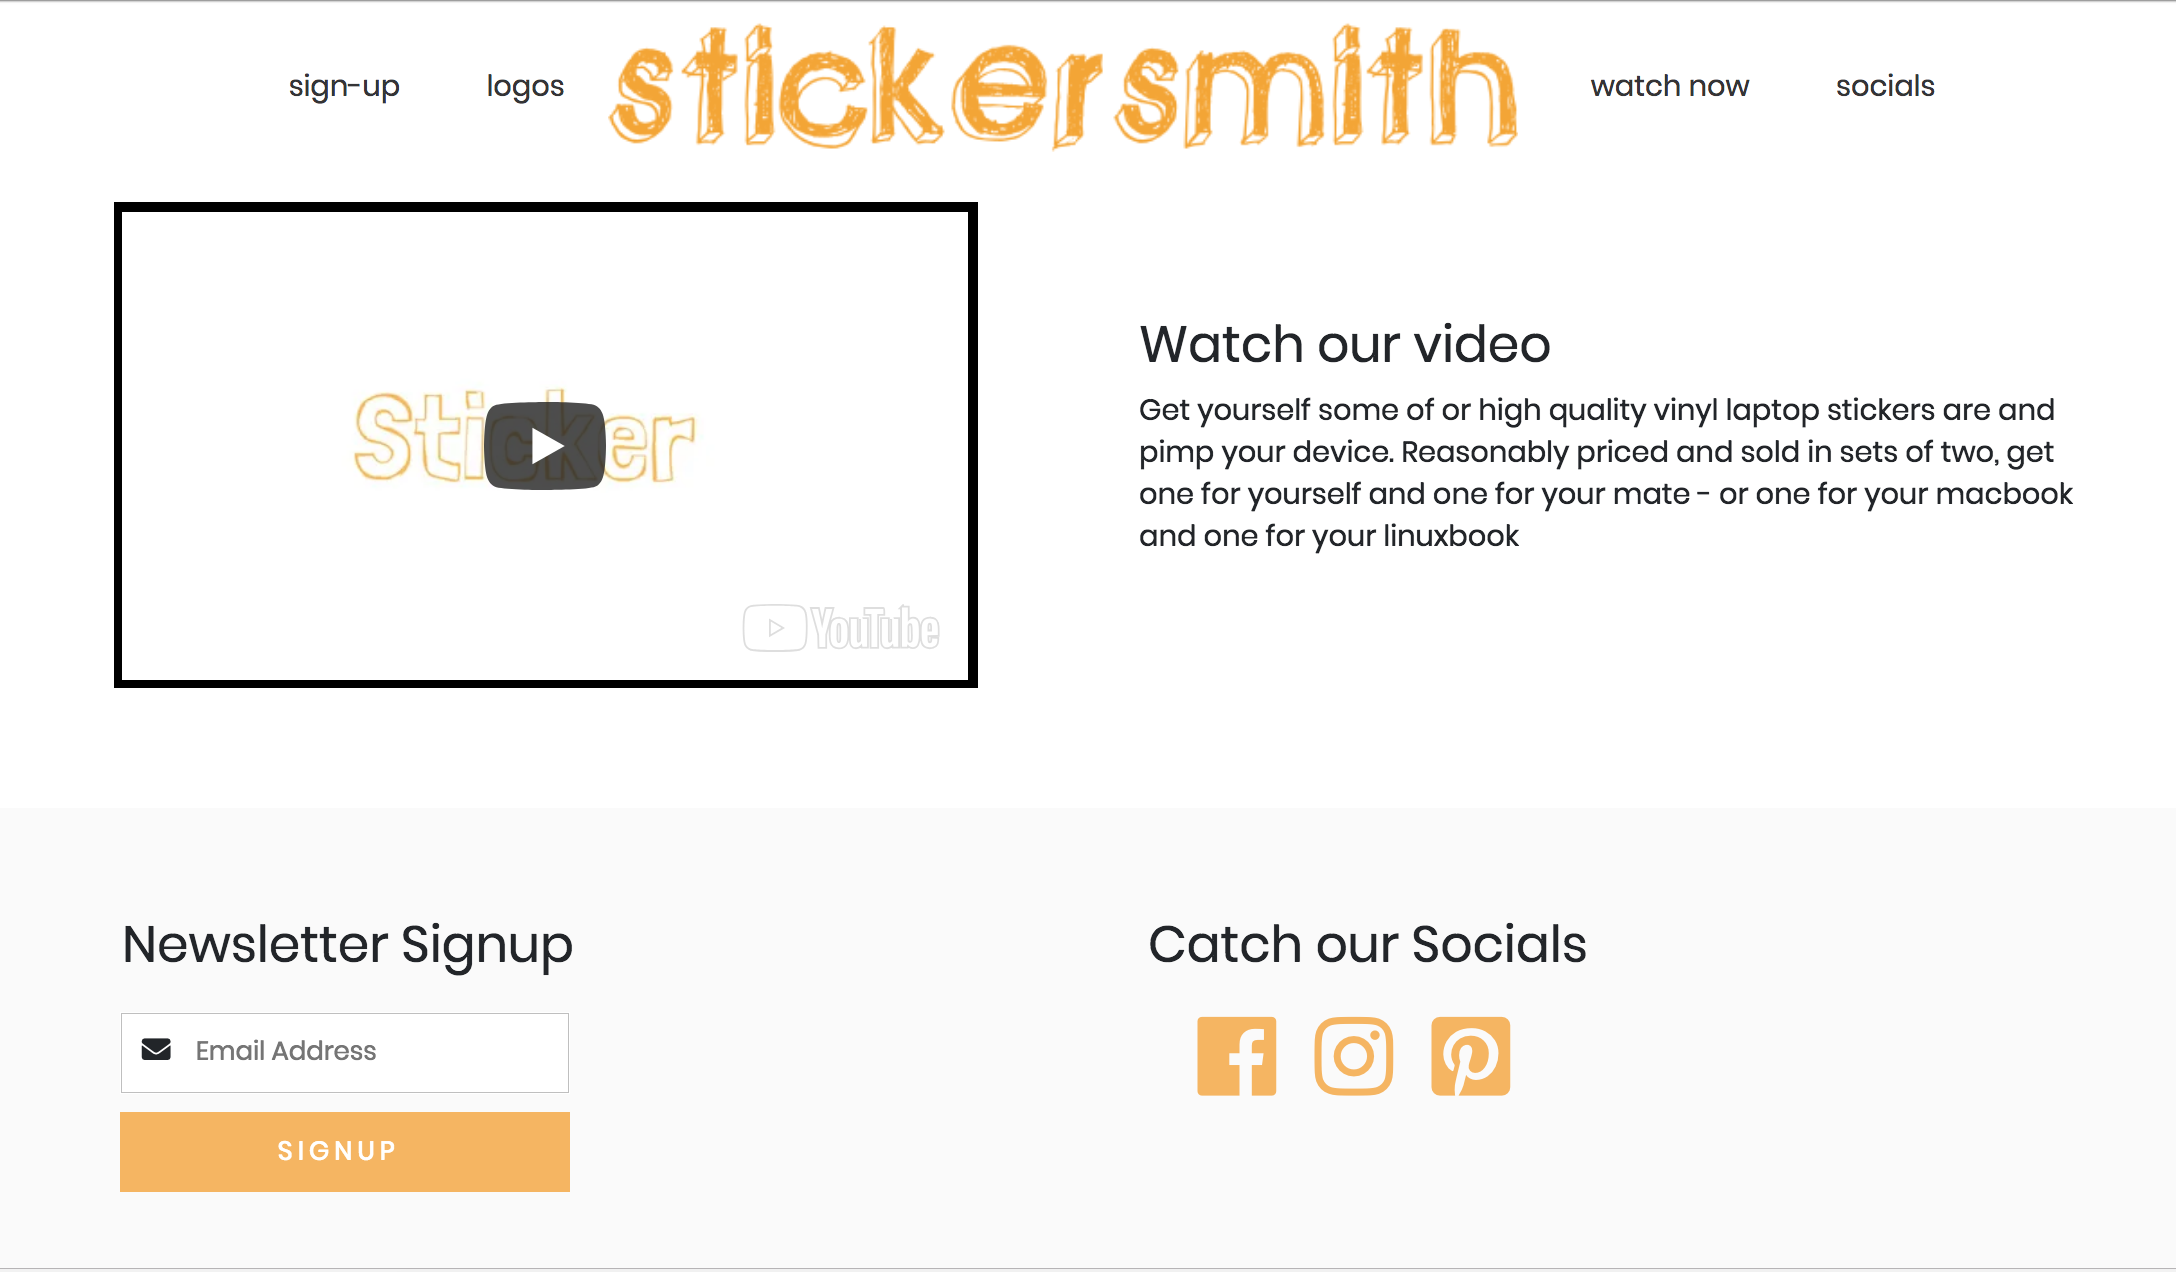 sign-up logos stickersmith watch now socials
Sticker
YouTube
Watch our video
Get yourself some of or high quality vinyl laptop stickers are and
pimp your device. Reasonably priced and sold in sets of two, get
one for yourself and one for your mate - or one for your macbook
and one for your linuxbook
Newsletter Signup
Email Address
SIGNUP
Catch our Socials